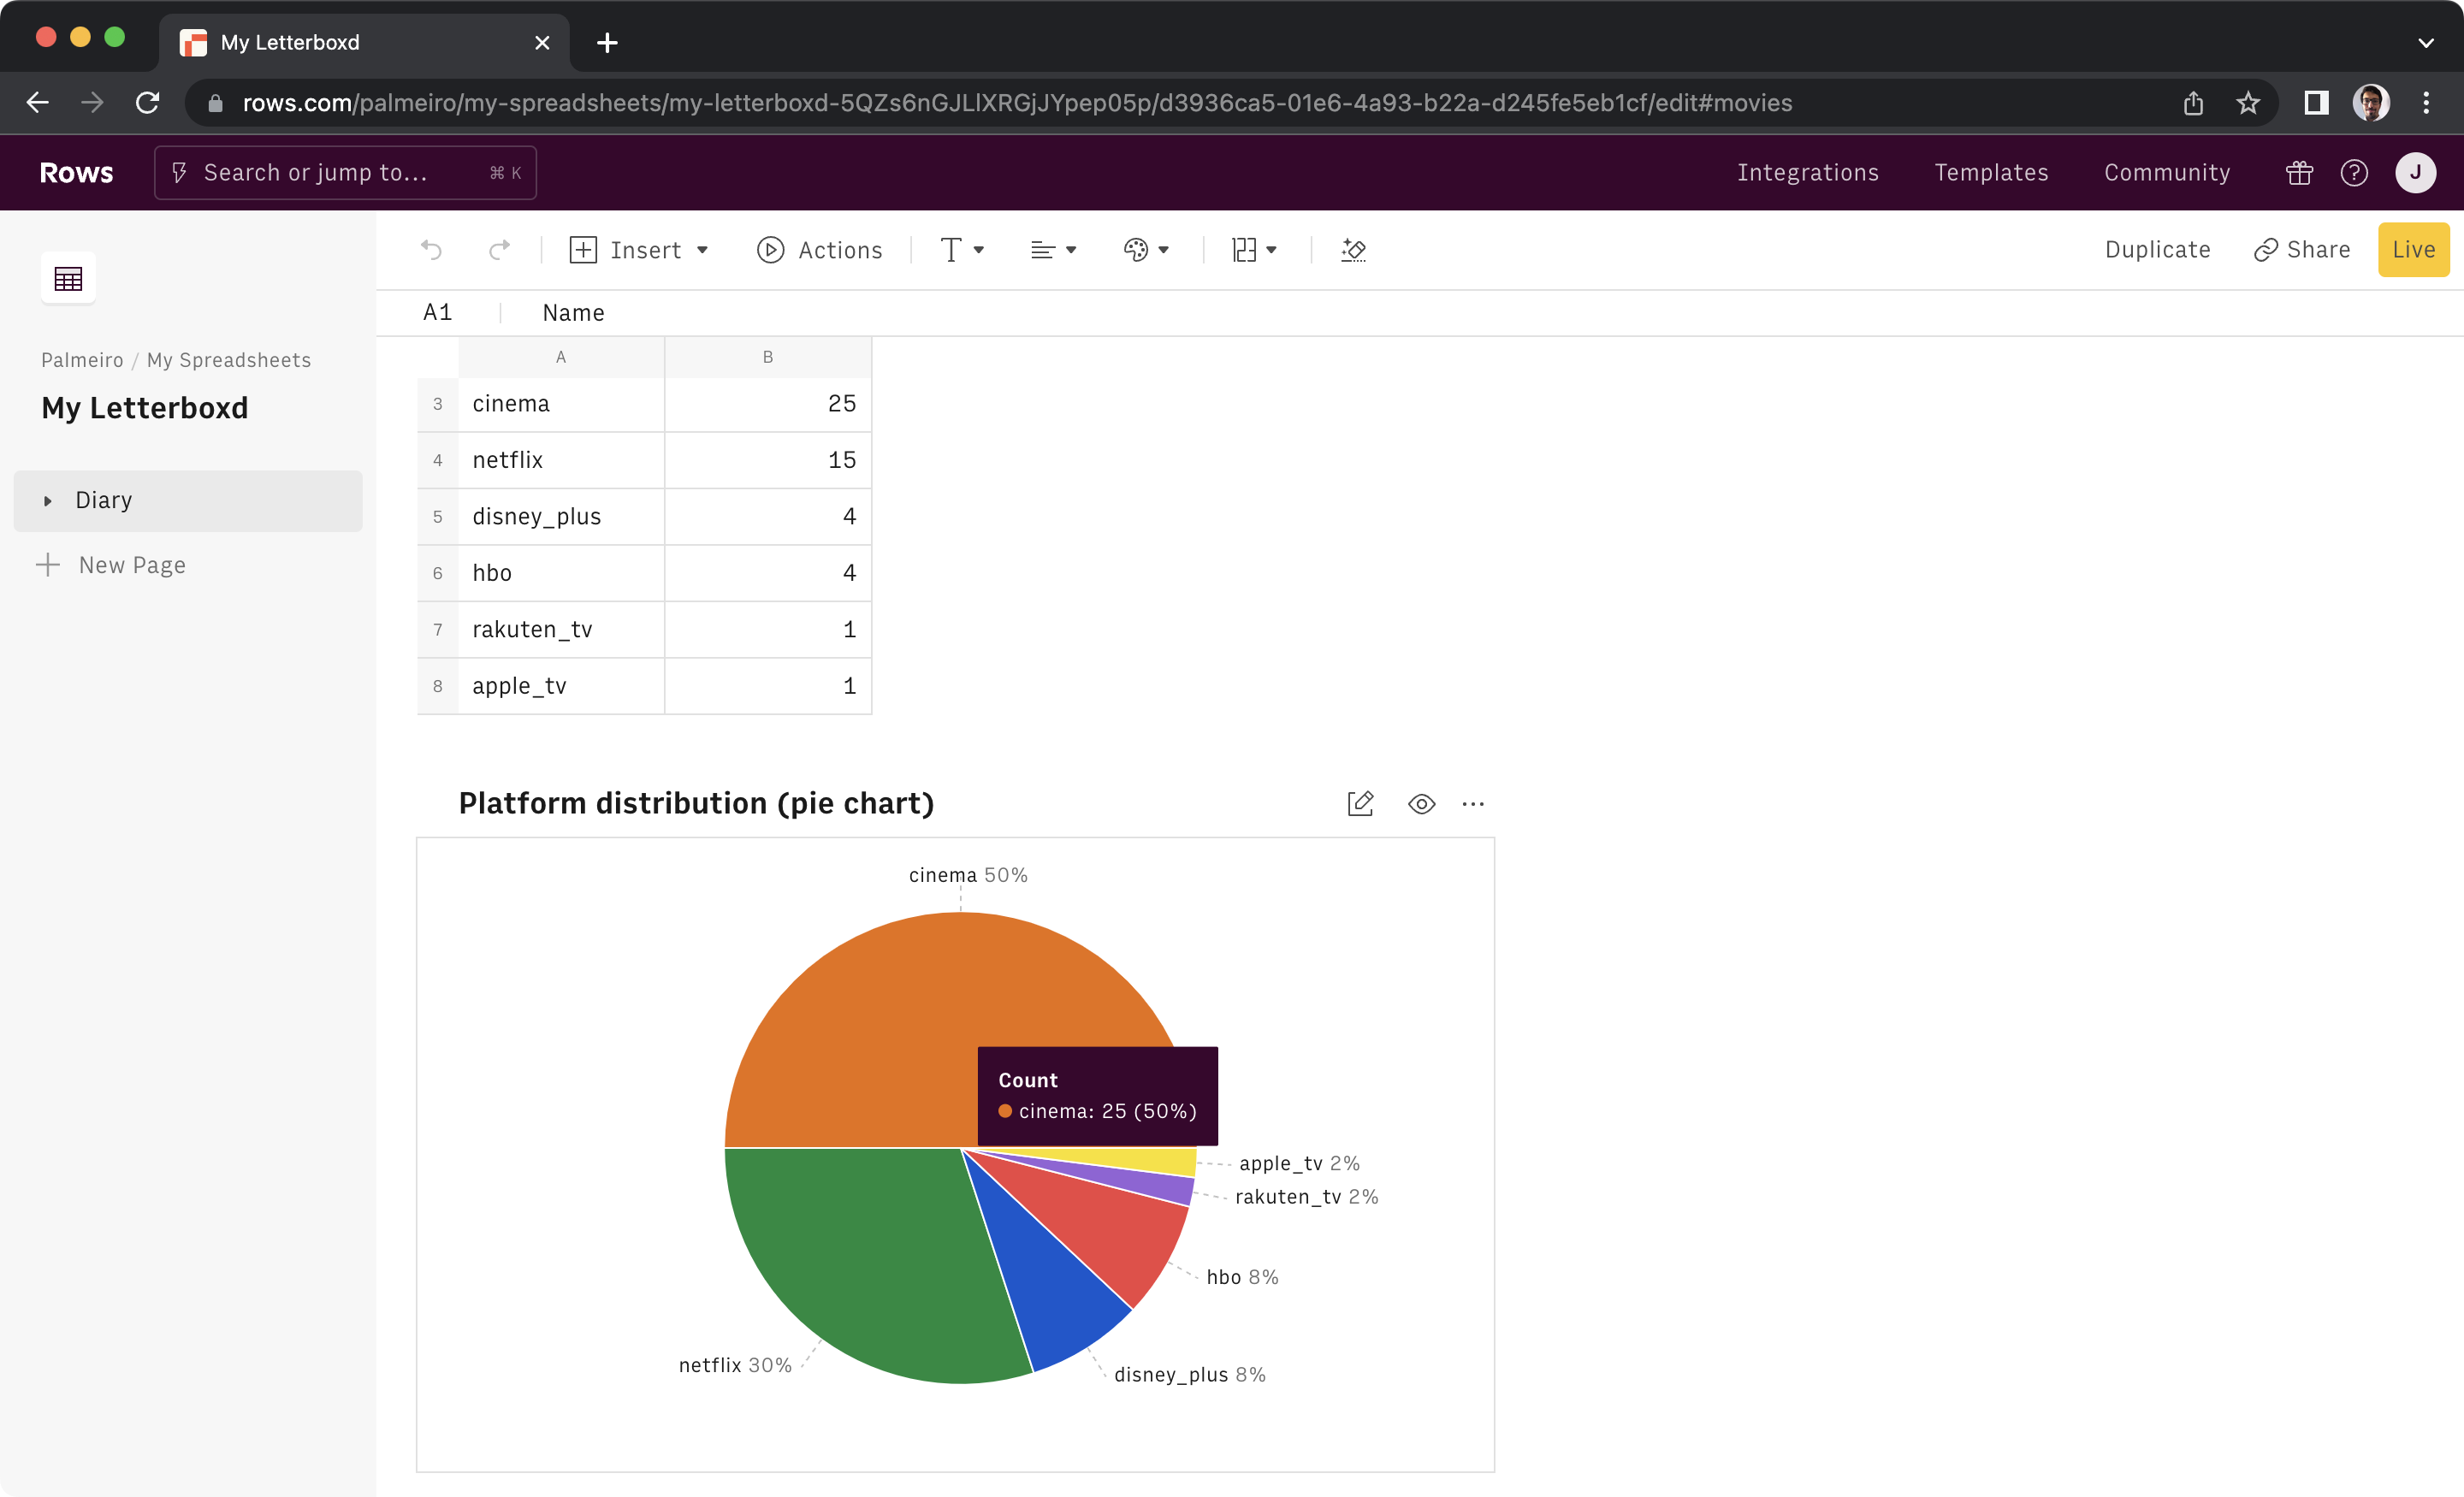 My Letterboxd
rows.com/palmeiro/my-spreadsheets/my-letterboxd-5QZs6nGJLlXRGjJYpep05p/d3936ca5-01e6-4a93-b22a-d245fe5eb1cf/edit#movies
Rows Search or jump to... ⌘ K Integrations Templates Community ? J
Insert Actions T 123 Duplicate Share Live
A1 Name
Palmeiro / My Spreadsheets
My Letterboxd
Diary
New Page
A B
3 cinema 25
4 netflix 15
5 disney_plus 4
6 hbo 4
7 rakuten_tv 1
8 apple_tv 1
Platform distribution (pie chart)
cinema 50%
Count
cinema: 25 (50%)
apple_tv 2%
rakuten_tv 2%
hbo 8%
netflix 30%
disney_plus 8%